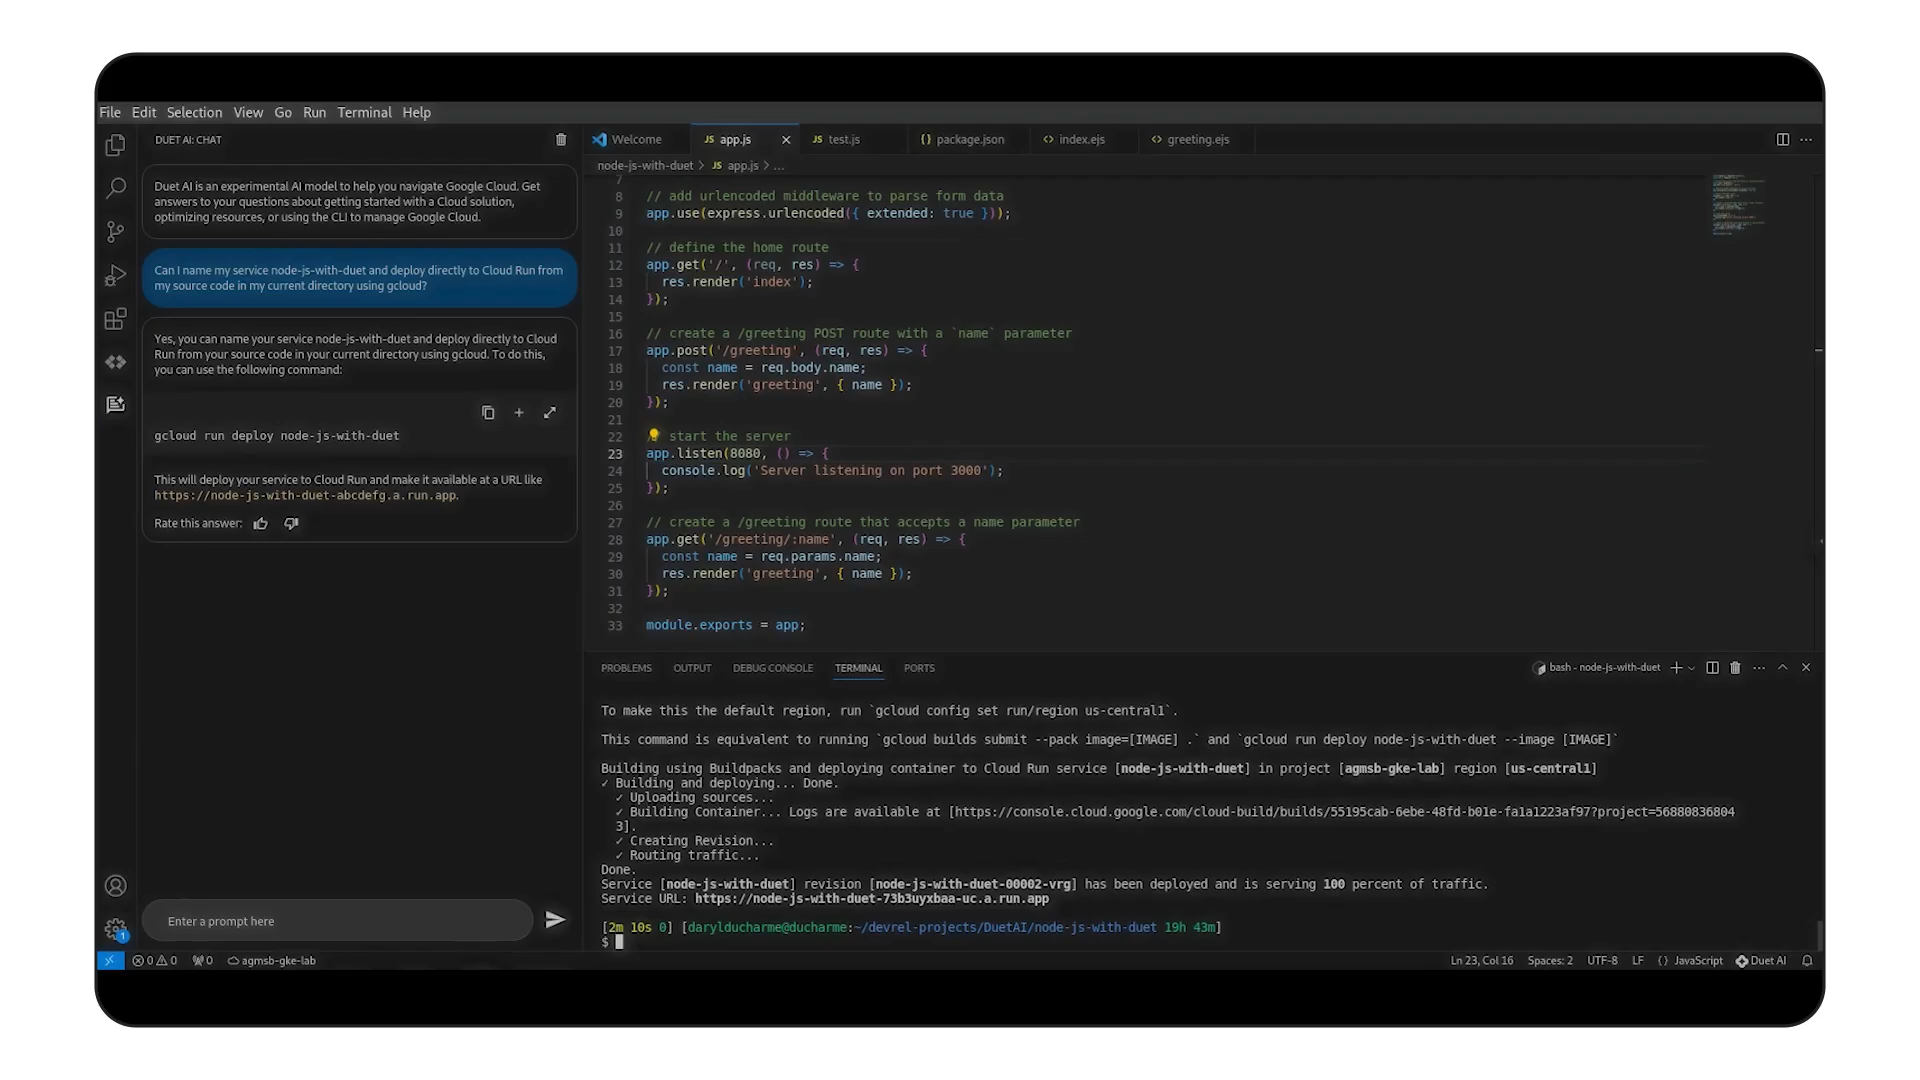 File Edit Selection View Go Run Terminal Help
DUET AI: CHAT
Duet AI is an experimental AI model to help you navigate Google Cloud. Get
answers to your questions about getting started with a Cloud solution,
optimizing resources, or using the CLI to manage Google Cloud.
Can I name my service node-js-with-duet and deploy directly to Cloud Run from
my source code in my current directory using gcloud?
Yes, you can name your service node-js-with-duet and deploy directly to Cloud
Run from your source code in your current directory using gcloud. To do this,
you can use the following command:
gcloud run deploy node-js-with-duet
This will deploy your service to Cloud Run and make it available at a URL like
https://node-js-with-duet-abcdefg.a.run.app.
Rate this answer:
Enter a prompt here
Welcome JS app.js JS test.js {} package.json <> index.ejs <> greeting.ejs
node-js-with-duet > JS app.js > ...
7
8 // add urlencoded middleware to parse form data
9 app.use(express.urlencoded({ extended: true }));
10
11 // define the home route
12 app.get('/', (req, res) => {
13 res.render('index');
14 });
15
16 // create a /greeting POST route with a `name` parameter
17 app.post('/greeting', (req, res) => {
18 const name = req.body.name;
19 res.render('greeting', { name });
20 });
21
22 start the server
23 app.listen(8080, () => {
24 console.log('Server listening on port 3000');
25 });
26
27 // create a /greeting route that accepts a name parameter
28 app.get('/greeting/:name', (req, res) => {
29 const name = req.params.name;
30 res.render('greeting', { name });
31 });
32
33 module.exports = app;
PROBLEMS OUTPUT DEBUG CONSOLE TERMINAL PORTS bash - node-js-with-duet
To make this the default region, run `gcloud config set run/region us-central1`.
This command is equivalent to running `gcloud builds submit --pack image=[IMAGE] .` and `gcloud run deploy node-js-with-duet --image [IMAGE]`
Building using Buildpacks and deploying container to Cloud Run service [node-js-with-duet] in project [agmsb-gke-lab] region [us-central1]
✓ Building and deploying... Done.
✓ Uploading sources...
✓ Building Container... Logs are available at [https://console.cloud.google.com/cloud-build/builds/55195cab-6ebe-48fd-b01e-fa1a1223af97?project=56880836804
3].
✓ Creating Revision...
✓ Routing traffic...
Done.
Service [node-js-with-duet] revision [node-js-with-duet-00002-vrg] has been deployed and is serving 100 percent of traffic.
Service URL: https://node-js-with-duet-73b3uyxbaa-uc.a.run.app
[2m 10s 0] [darylducharme@ducharme:~/devrel-projects/DuetAI/node-js-with-duet 19h 43m]
$
1
0 0 0 agmsb-gke-lab Ln 23, Col 16 Spaces: 2 UTF-8 LF {} JavaScript Duet AI